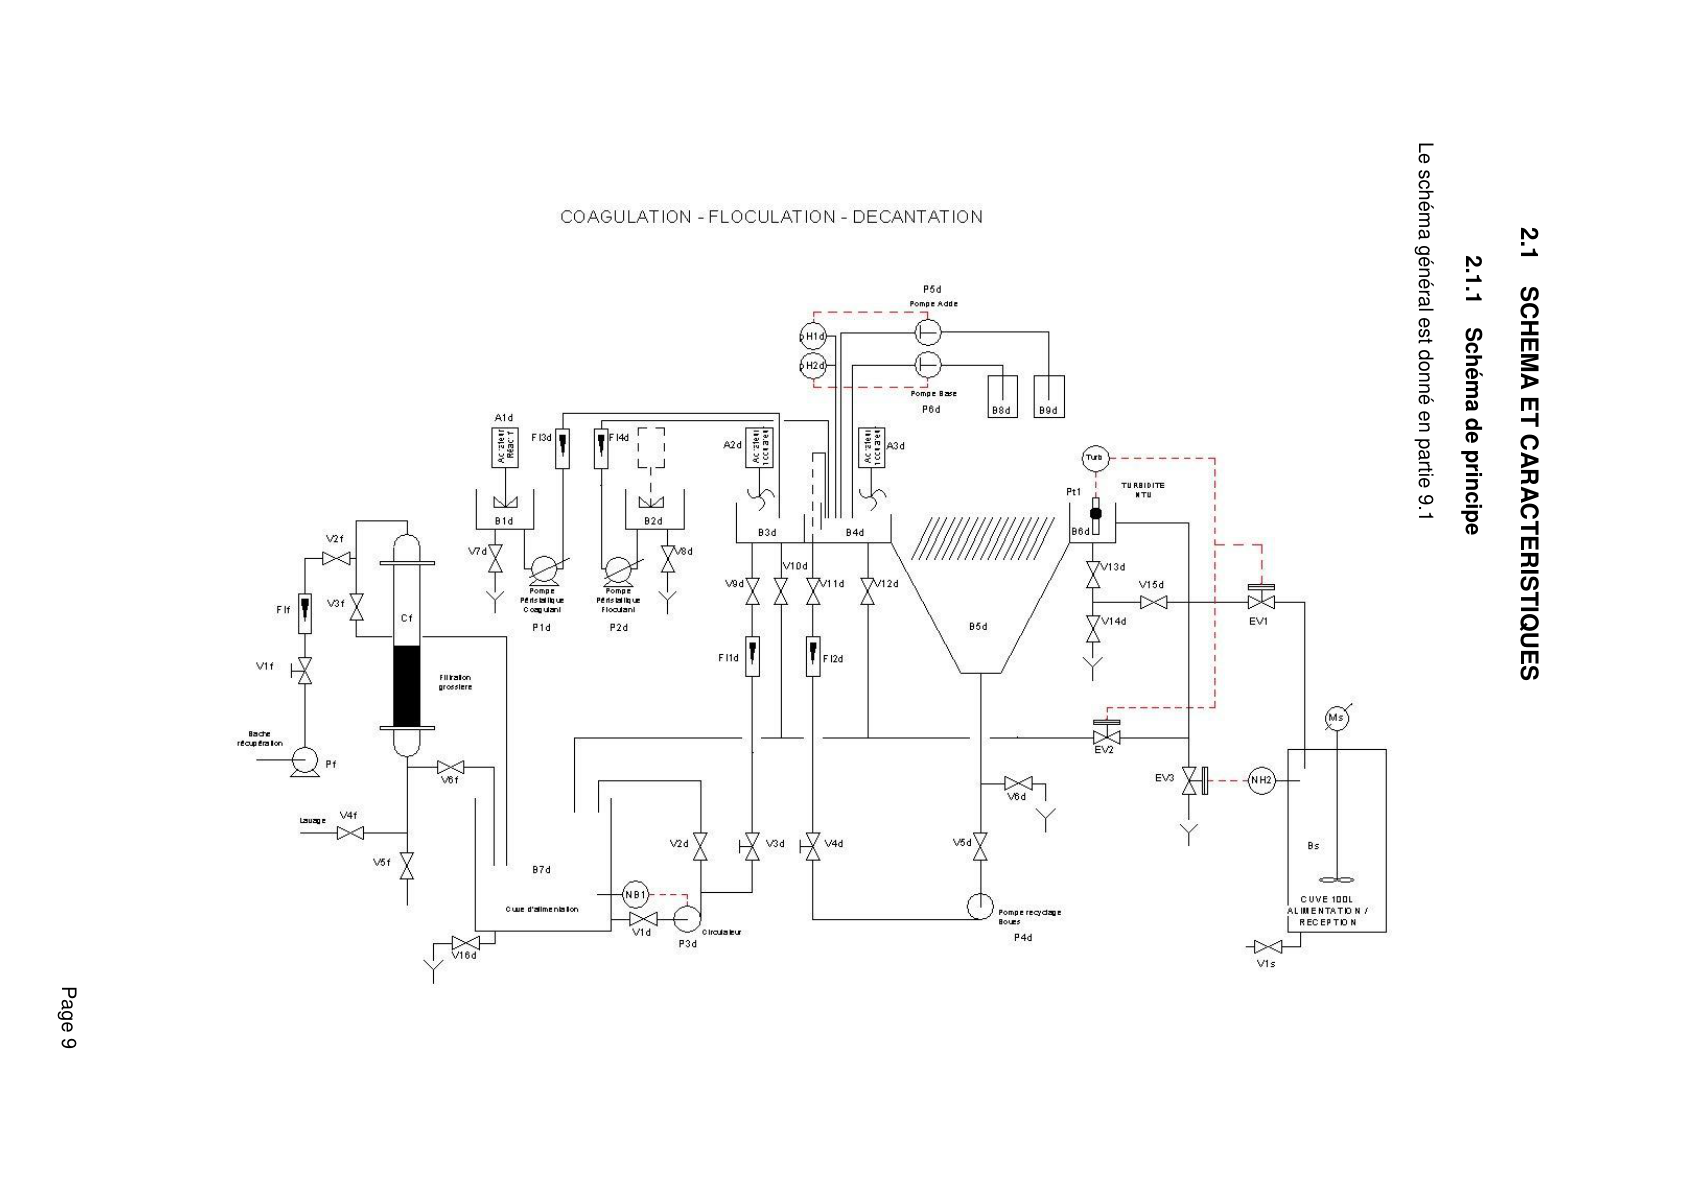 2.1 SCHEMA ET CARACTERISTIQUES
2.1.1 Schéma de principe
Le schéma général est donné en partie 9.1
COAGULATION - FLOCULATION - DECANTATION
P5d
Pompe Acide
pH1d
pH2d
Pompe Base
P6d
B8d
B9d
A1d
FI3d
FI4d
A2d
A3d
Turb
TURBIDITE
NTU
Pt1
B1d
B2d
B3d
B4d
B6d
V2f
V7d
V8d
V10d
V9d
V11d
V12d
V13d
V15d
Pompe
Péristaltique
Coagulant
P1d
Pompe
Péristaltique
Floculant
P2d
FIf
V3f
Cf
B5d
V14d
EV1
V1f
FI1d
FI2d
Filtration
grossiere
Bache
récupération
Pf
Ms
EV2
V6f
EV3
NH2
V6d
Lavage
V4f
V2d
V3d
V4d
V5d
Bs
V5f
B7d
NB1
Cuve d'alimentation
CUVE 100L
ALIMENTATION /
RECEPTION
Pompe recyclage
Boues
P4d
V1d
Circulateur
P3d
V16d
V1s
Page 9